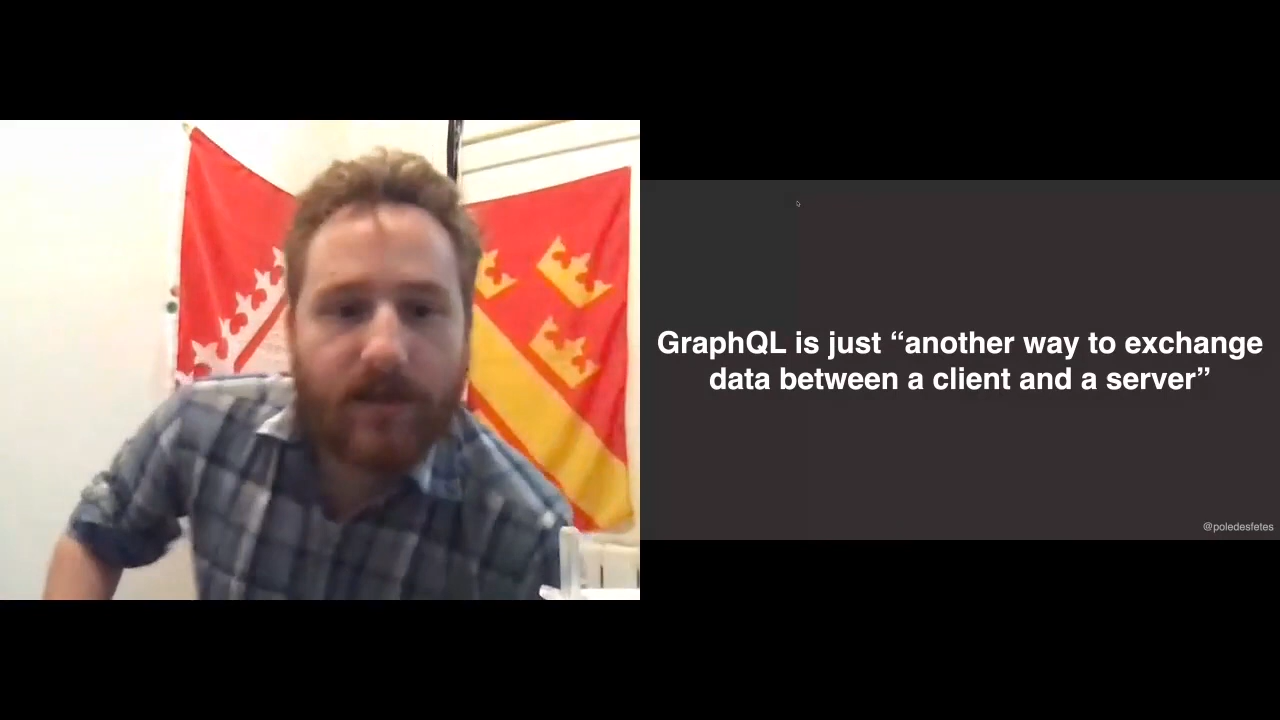 GraphQL is just “another way to exchange
data between a client and a server”
@poledesfetes